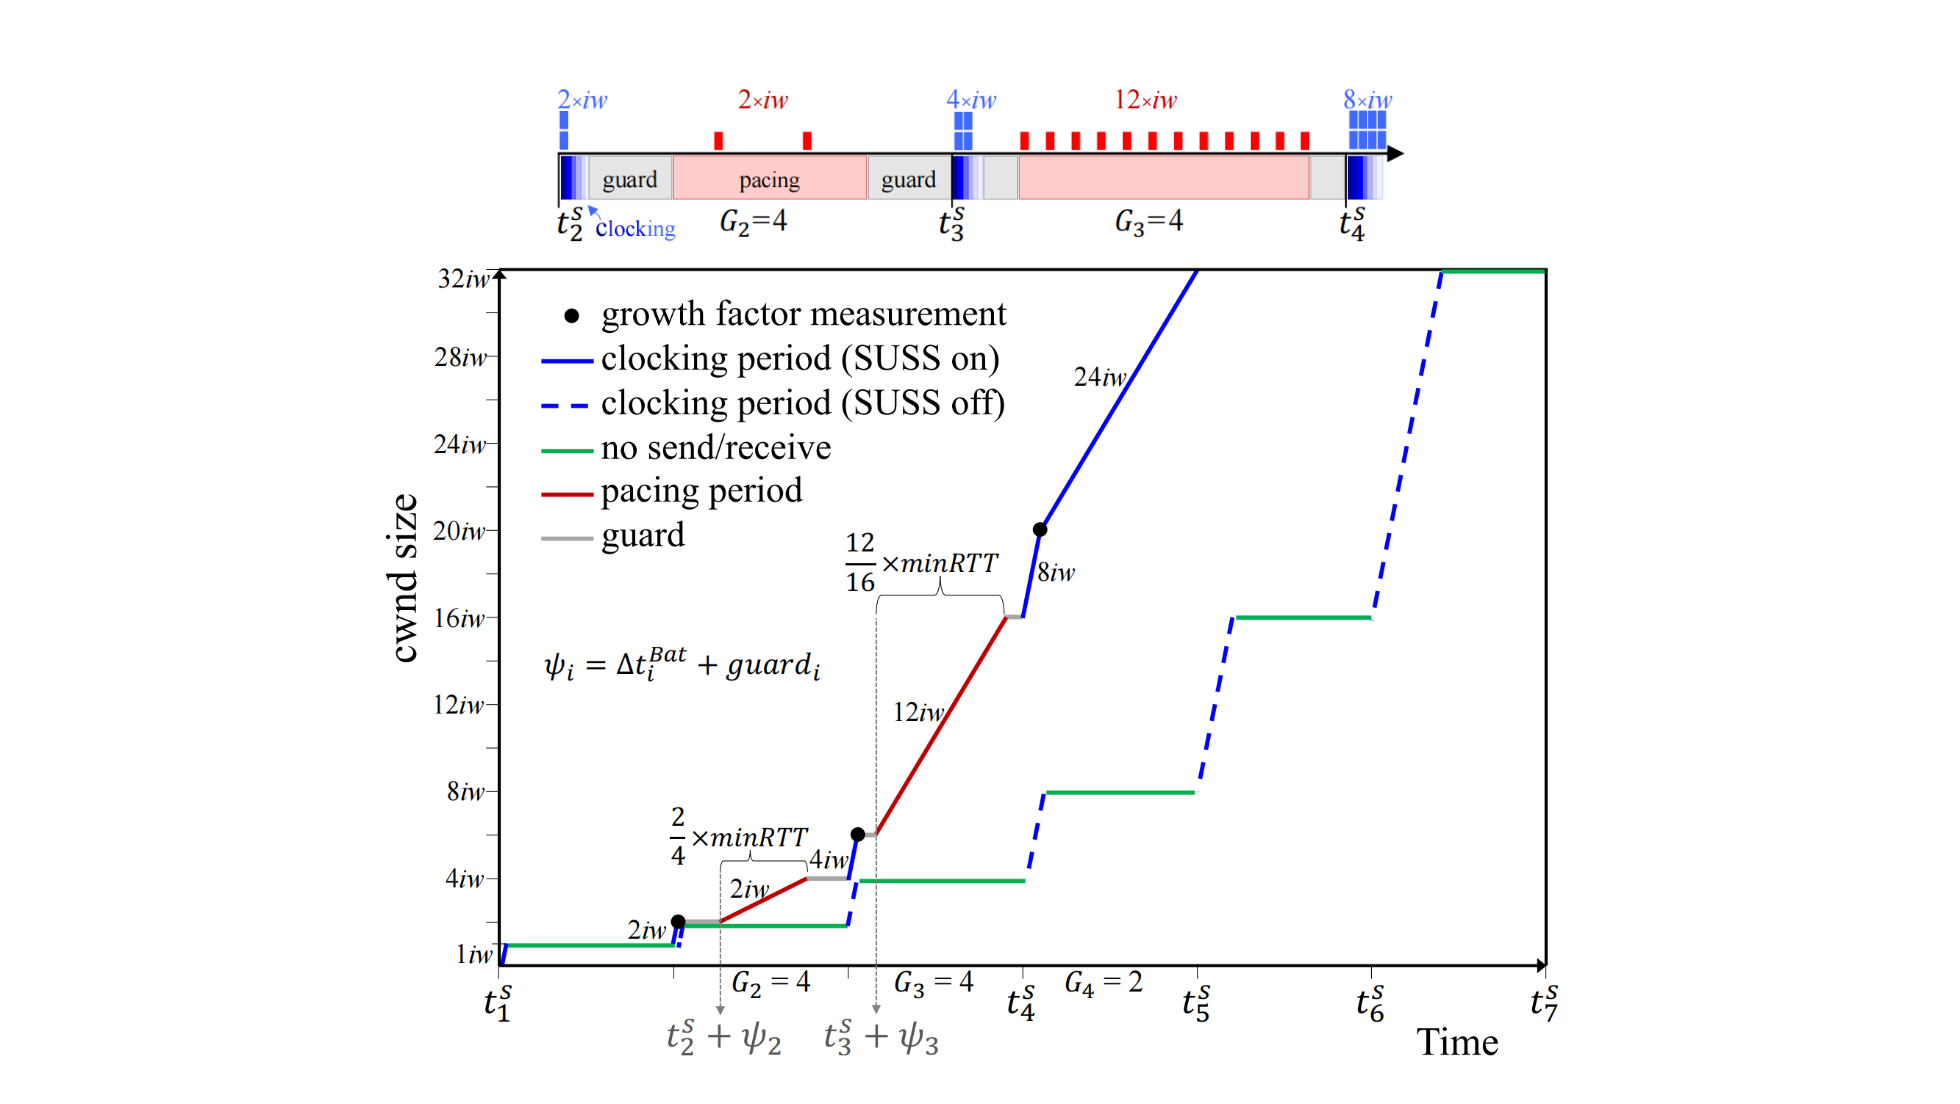 2×iw 2×iw 4×iw 12×iw 8×iw
guard pacing guard
t₂ˢ clocking G₂=4 t₃ˢ G₃=4 t₄ˢ
32iw
28iw
24iw
20iw
16iw
12iw
8iw
4iw
1iw
cwnd size
growth factor measurement
clocking period (SUSS on)
clocking period (SUSS off)
no send/receive
pacing period
guard
24iw
12/16 ×minRTT
8iw
ψᵢ = Δtᵢᴮᵃᵗ + guardᵢ
12iw
2/4 ×minRTT
4iw
2iw
2iw
G₂ = 4 G₃ = 4 G₄ = 2
t₁ˢ t₄ˢ t₅ˢ t₆ˢ t₇ˢ
t₂ˢ + ψ₂ t₃ˢ + ψ₃
Time